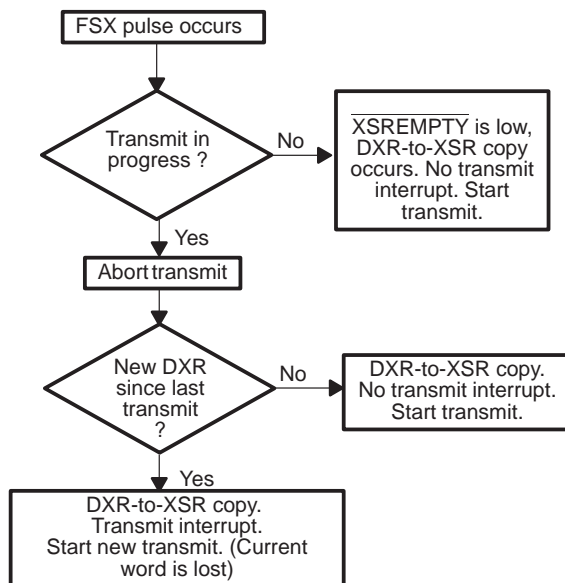 FSX pulse occurs
Transmit in
progress ?
No
XSREMPTY is low,
DXR-to-XSR copy
occurs. No transmit
interrupt. Start
transmit.
Yes
Abort transmit
New DXR
since last
transmit
?
No
DXR-to-XSR copy.
No transmit interrupt.
Start transmit.
Yes
DXR-to-XSR copy.
Transmit interrupt.
Start new transmit. (Current
word is lost)